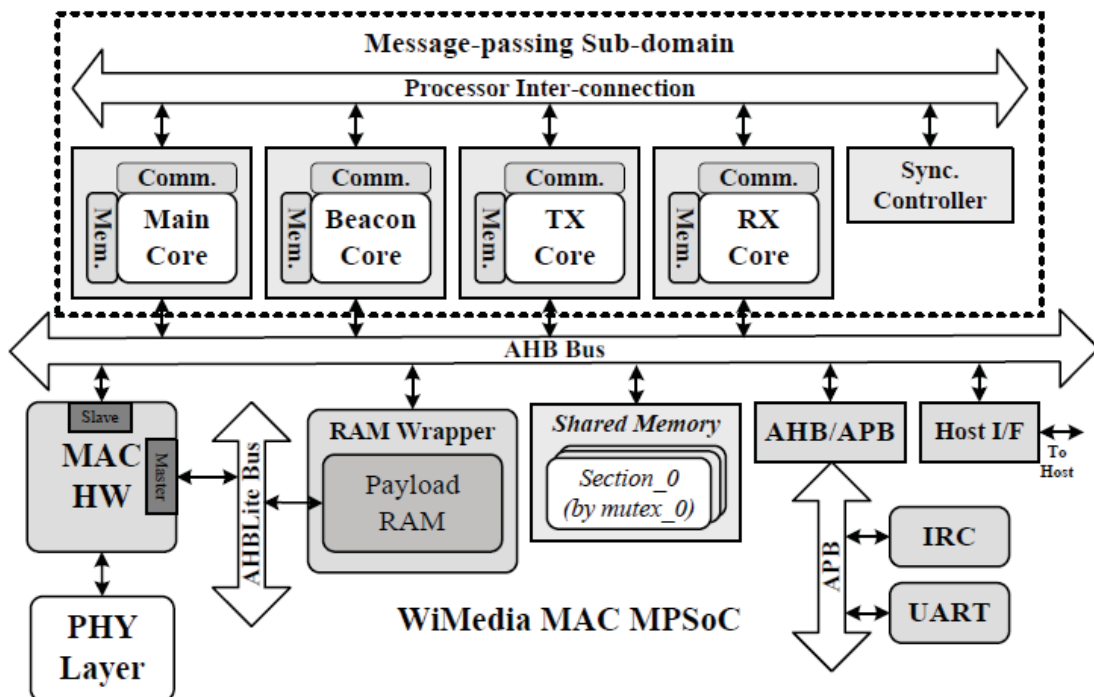 Message-passing Sub-domain
Processor Inter-connection
Comm.
Mem.
Main
Core
Comm.
Mem.
Beacon
Core
Comm.
Mem.
TX
Core
Comm.
Mem.
RX
Core
Sync.
Controller
AHB Bus
Slave
MAC
HW
Master
AHBLite Bus
RAM Wrapper
Payload
RAM
Shared Memory
Section_0
(by mutex_0)
AHB/APB
Host I/F
To
Host
APB
IRC
UART
PHY
Layer
WiMedia MAC MPSoC